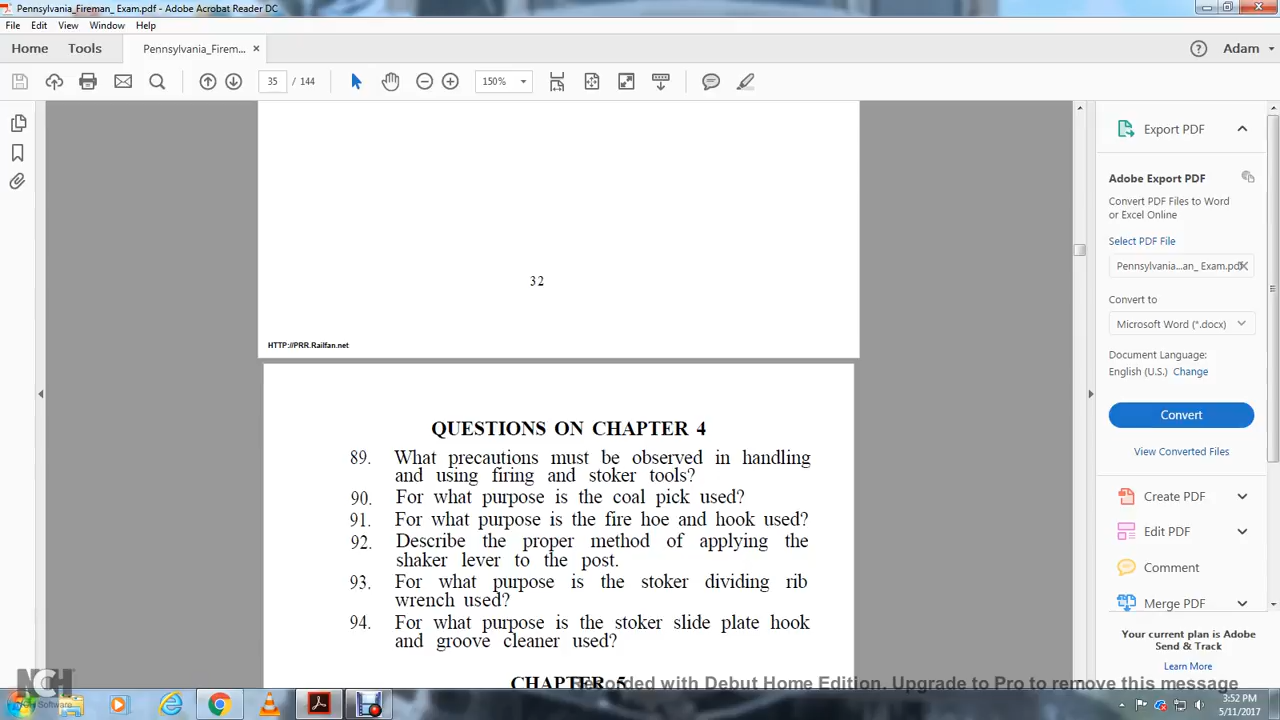 Pennsylvania_Fireman_ Exam.pdf - Adobe Acrobat Reader DC
File Edit View Window Help
Home Tools Pennsylvania_Firem... × Adam
35 / 144 150%
32
HTTP://PRR.Railfan.net
QUESTIONS ON CHAPTER 4
89. What precautions must be observed in handling
and using firing and stoker tools?
90. For what purpose is the coal pick used?
91. For what purpose is the fire hoe and hook used?
92. Describe the proper method of applying the
shaker lever to the post.
93. For what purpose is the stoker dividing rib
wrench used?
94. For what purpose is the stoker slide plate hook
and groove cleaner used?
CHAPTER 5
Export PDF
Adobe Export PDF
Convert PDF Files to Word
or Excel Online
Select PDF File
Pennsylvania...an_ Exam.pdf
Convert to
Microsoft Word (*.docx)
Document Language:
English (U.S.) Change
Convert
View Converted Files
Create PDF
Edit PDF
Comment
Merge PDF
Your current plan is Adobe
Send & Track
Learn More
NCH
Software
Recorded with Debut Home Edition. Upgrade to Pro to remove this message
3:52 PM
5/11/2017